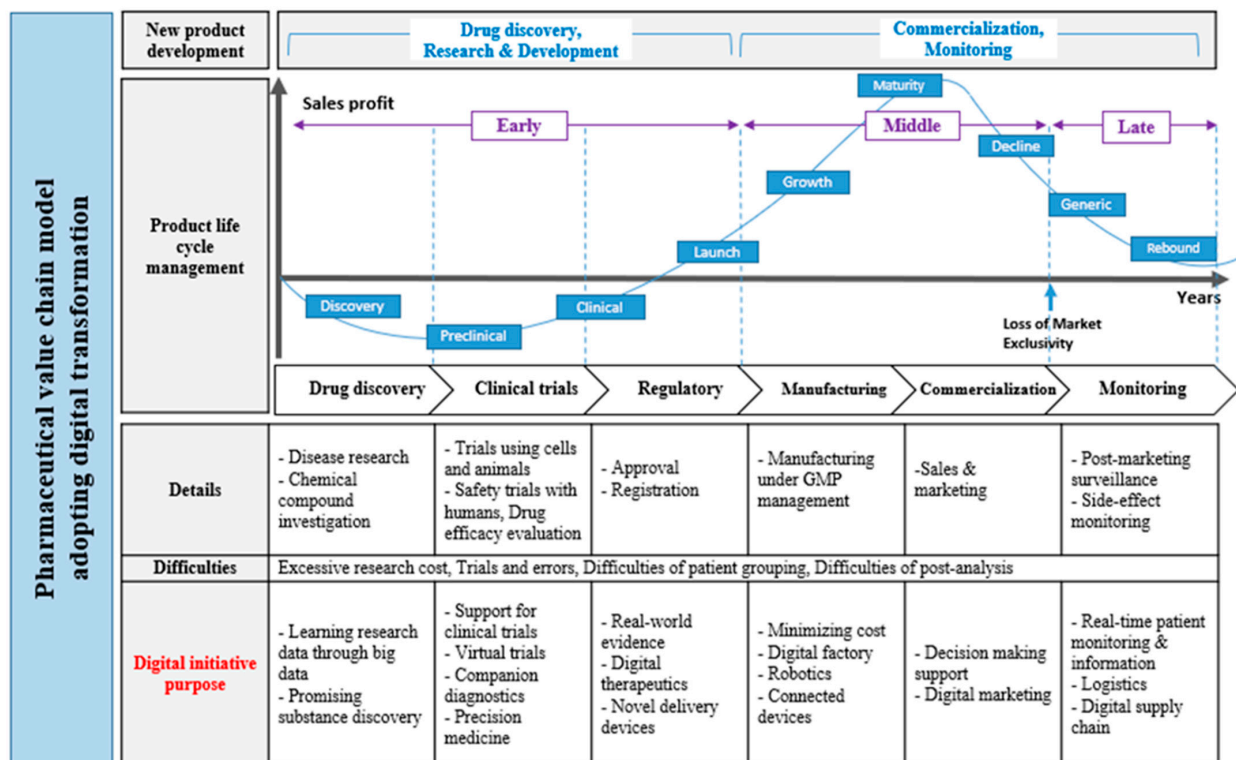 Pharmaceutical value chain model
adopting digital transformation
New product
development
Drug discovery,
Research & Development
Commercialization,
Monitoring
Product life
cycle
management
Sales profit
Early
Middle
Late
Maturity
Decline
Growth
Generic
Launch
Rebound
Discovery
Preclinical
Clinical
Years
Loss of Market
Exclusivity
Drug discovery
Clinical trials
Regulatory
Manufacturing
Commercialization
Monitoring
Details
- Disease research
- Chemical
compound
investigation
- Trials using cells
and animals
- Safety trials with
humans, Drug
efficacy evaluation
- Approval
- Registration
- Manufacturing
under GMP
management
-Sales &
marketing
- Post-marketing
surveillance
- Side-effect
monitoring
Difficulties
Excessive research cost, Trials and errors, Difficulties of patient grouping, Difficulties of post-analysis
Digital initiative
purpose
- Learning research
data through big
data
- Promising
substance discovery
- Support for
clinical trials
- Virtual trials
- Companion
diagnostics
- Precision
medicine
- Real-world
evidence
- Digital
therapeutics
- Novel delivery
devices
- Minimizing cost
- Digital factory
- Robotics
- Connected
devices
- Decision making
support
- Digital marketing
- Real-time patient
monitoring &
information
- Logistics
- Digital supply
chain